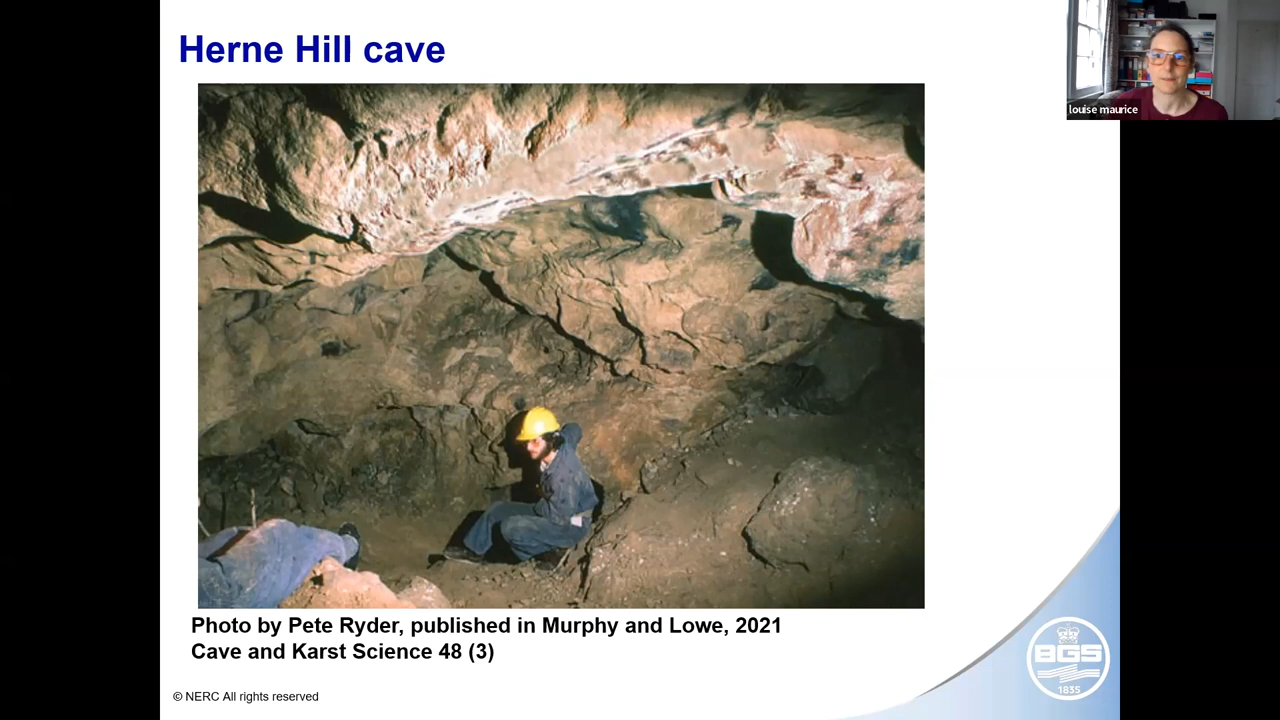 Herne Hill cave
louise maurice
Photo by Pete Ryder, published in Murphy and Lowe, 2021
Cave and Karst Science 48 (3)
© NERC All rights reserved
BGS
1835